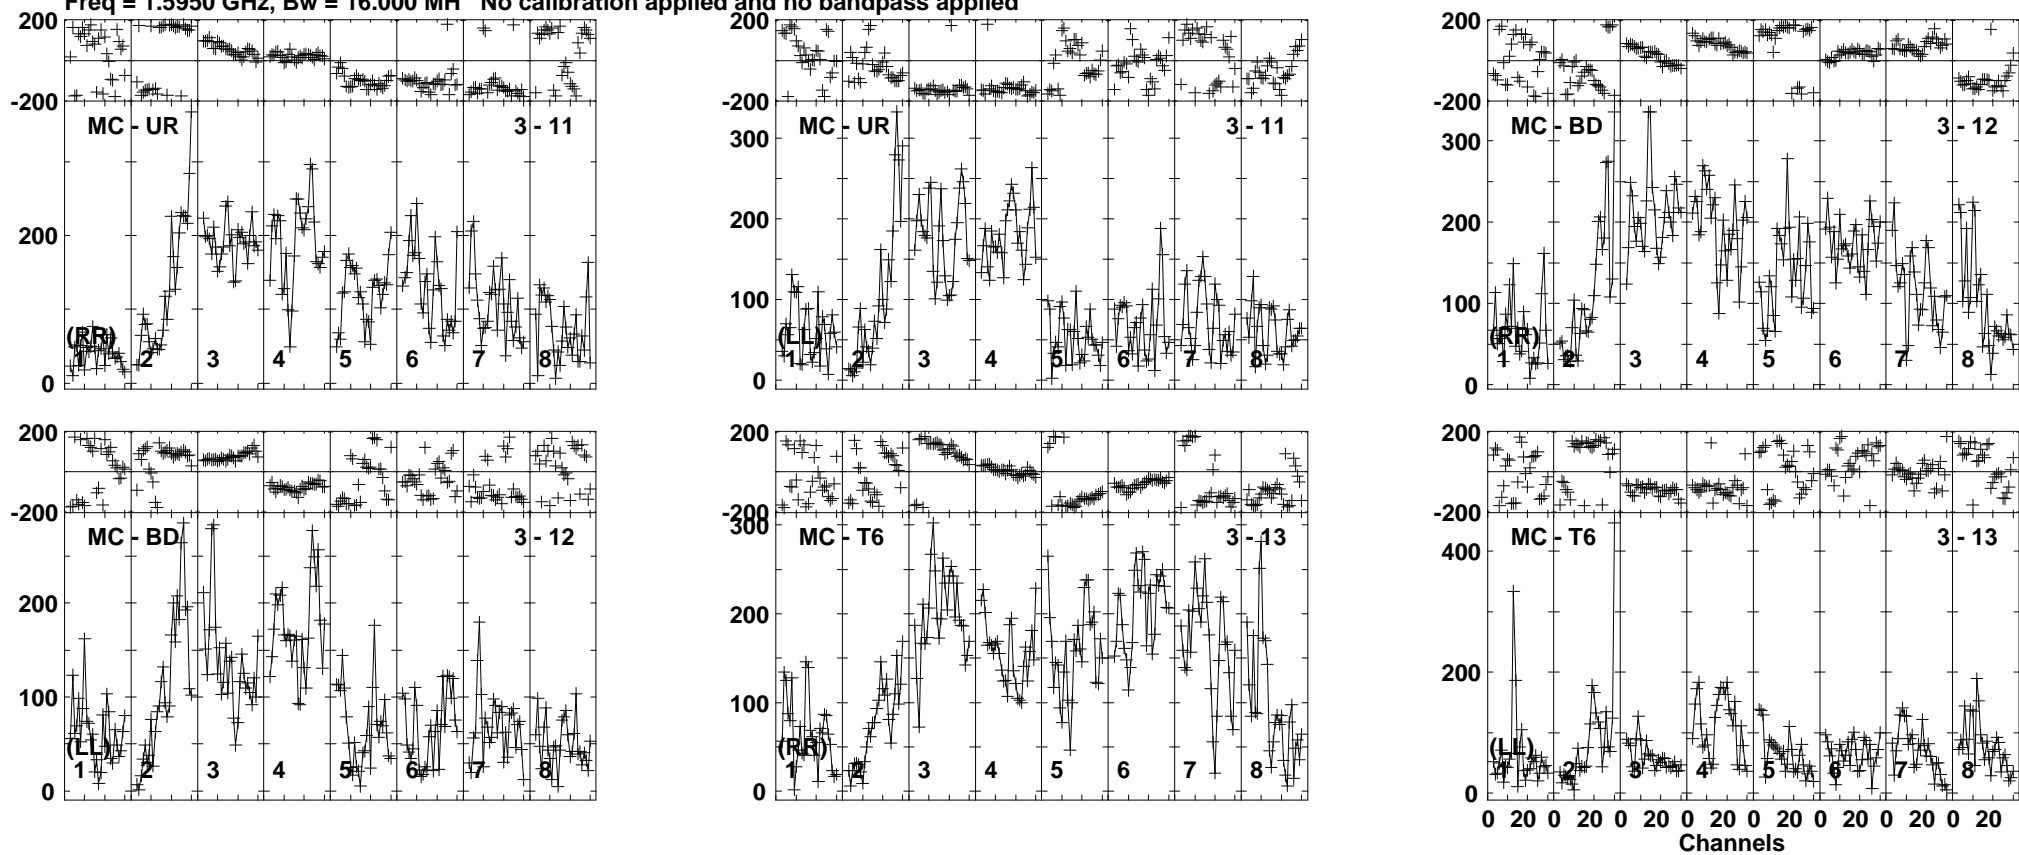 Freq = 1.5950 GHz, Bw = 16.000 MH No calibration applied and no bandpass applied
200
-200
MC - UR 3 - 11
200
0
(RR)
1 2 3 4 5 6 7 8
MC - UR 3 - 11
200
-200
300
200
100
0
(LL)
1 2 3 4 5 6 7 8
MC - BD 3 - 12
200
-200
300
200
100
0
(RR)
1 2 3 4 5 6 7 8
200
-200
MC - BD 3 - 12
200
100
0
(LL)
1 2 3 4 5 6 7 8
200
-200
300
MC - T6 3 - 13
200
100
0
(RR)
1 2 3 4 5 6 7 8
200
-200
MC - T6 3 - 13
400
200
0
(LL)
1 2 3 4 5 6 7 8
0 20 0 20 0 20 0 20 0 20 0 20 0 20 0 20
Channels